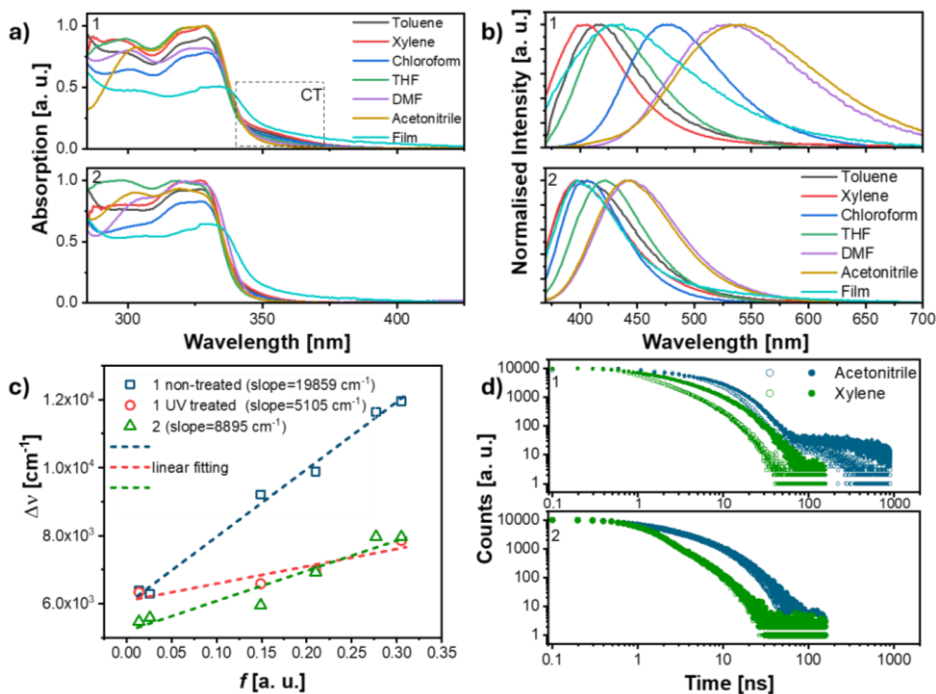 a)
1
Toluene
Xylene
Chloroform
THF
DMF
Acetonitrile
Film
CT
1.0
0.5
0.0
2
1.0
0.5
0.0
300
350
400
Absorption [a. u.]
Wavelength [nm]
b)
1
2
Toluene
Xylene
Chloroform
THF
DMF
Acetonitrile
Film
400
450
500
550
600
650
700
Normalised Intensity [a. u.]
Wavelength [nm]
c)
1 non-treated (slope=19859 cm⁻¹)
1 UV treated (slope=5105 cm⁻¹)
2 (slope=8895 cm⁻¹)
linear fitting
1.2x10⁴
1.0x10⁴
8.0x10³
6.0x10³
0.00
0.05
0.10
0.15
0.20
0.25
0.30
0.35
Δν [cm⁻¹]
f [a. u.]
d)
1
Acetonitrile
Xylene
10000
1000
100
10
1
0.1
1
10
100
1000
2
10000
1000
100
10
1
0.1
1
10
100
1000
Counts [a. u.]
Time [ns]